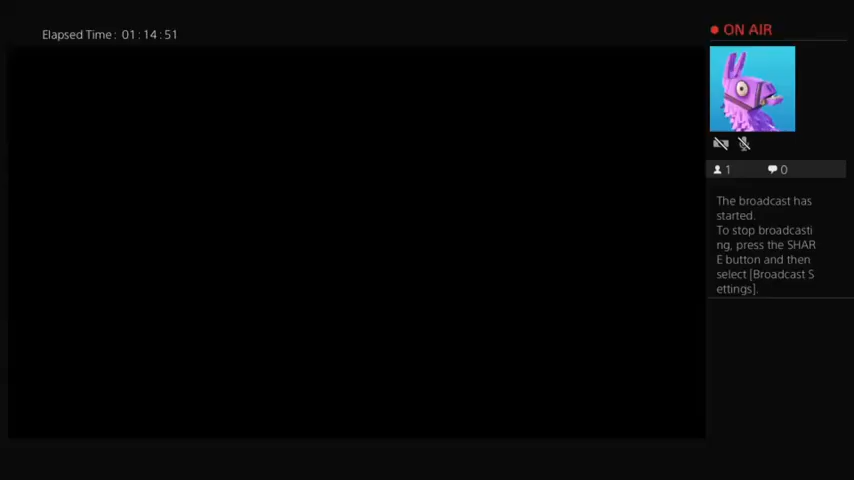 Elapsed Time: 01:14:51
ON AIR
1 0
The broadcast has
started.
To stop broadcasti
ng, press the SHAR
E button and then
select [Broadcast S
ettings].